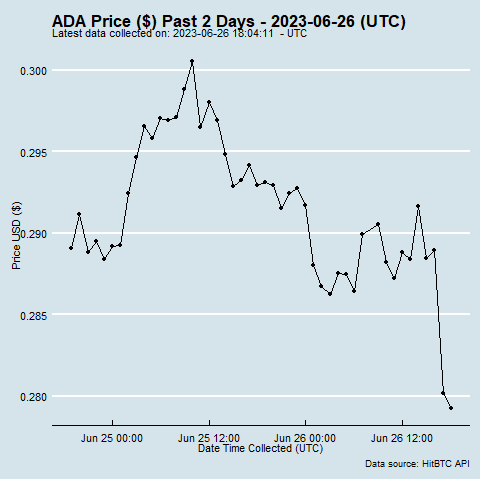 ADA Price ($) Past 2 Days - 2023-06-26 (UTC)
Latest data collected on: 2023-06-26 18:04:11 - UTC
0.300
0.295
0.290
0.285
0.280
Price USD ($)
Jun 25 00:00 Jun 25 12:00 Jun 26 00:00 Jun 26 12:00
Date Time Collected (UTC)
Data source: HitBTC API